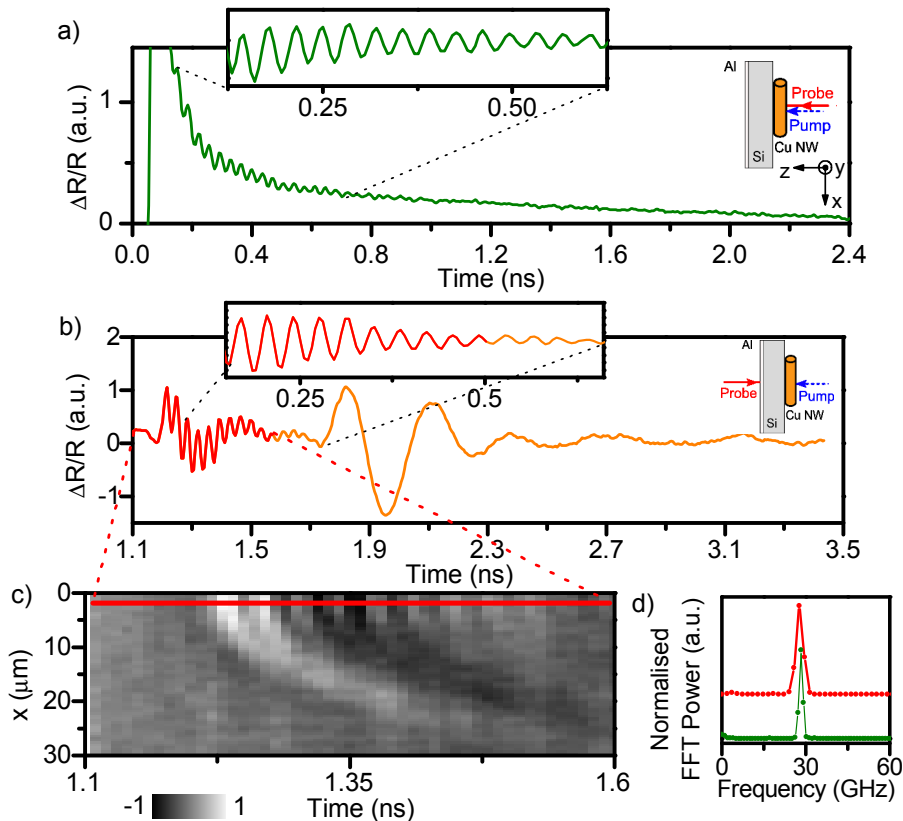 a)
ΔR/R (a.u.)
1
0
0.25
0.50
Al
Si
Probe
Pump
Cu NW
z
y
x
0.0
0.4
0.8
1.2
1.6
2.0
2.4
Time (ns)
b)
ΔR/R (a.u.)
2
1
0
-1
0.25
0.5
Al
Probe
Pump
Si
Cu NW
1.1
1.5
1.9
2.3
2.7
3.1
3.5
Time (ns)
c)
x (μm)
0
10
20
30
1.1
1.35
1.6
Time (ns)
-1
1
d)
Normalised
FFT Power (a.u.)
0
30
60
Frequency (GHz)